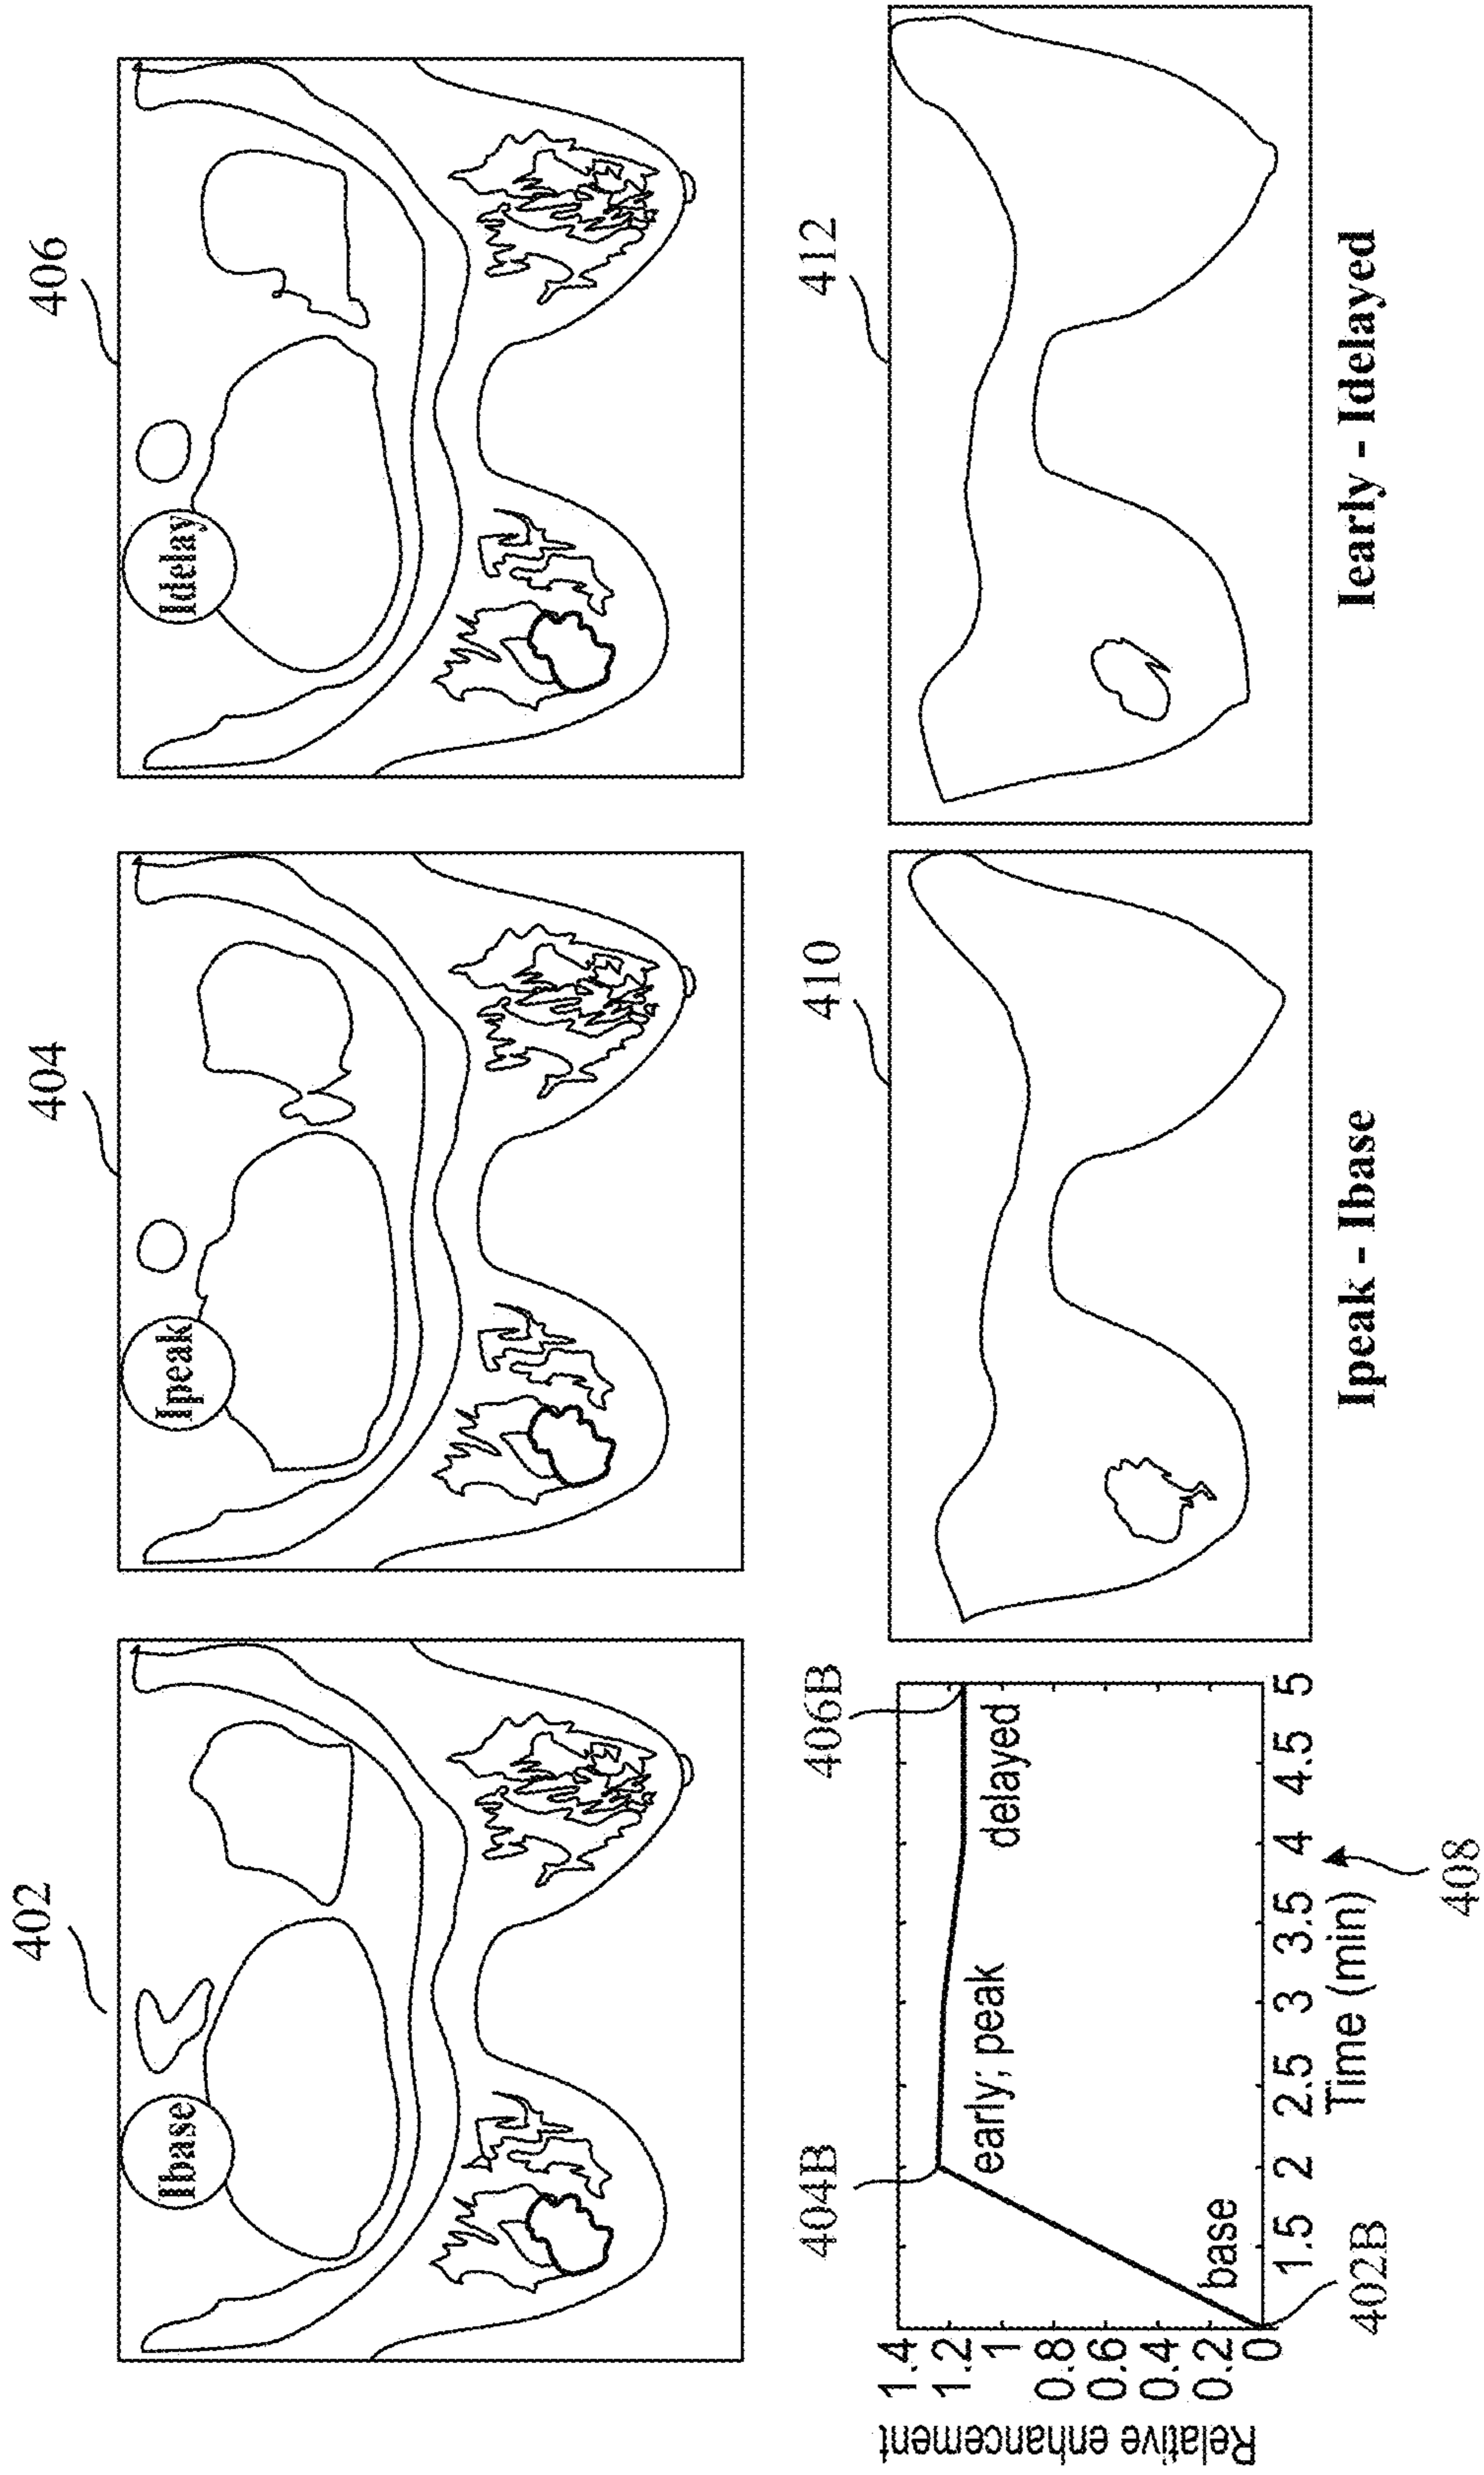 402
404
406
Ibase
Ipeak
Idelay
404B
406B
410
412
Relative enhancement
1.4
1.2
1
0.8
0.6
0.4
0.2
0
early; peak
delayed
base
1.5 2 2.5 3 3.5 4 4.5 5
Time (min)
402B
408
Ipeak - Ibase
Iearly - Idelayed